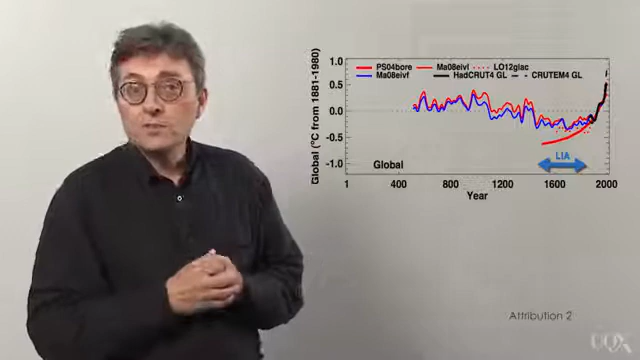 Global (°C from 1881-1980)
1.0
0.5
0.0
-0.5
-1.0
PS04bore Ma08eivl LO12glac
Ma08eivf HadCRUT4 GL CRUTEM4 GL
LIA
Global
1 400 800 1200 1600 2000
Year
Attribution 2
UQx